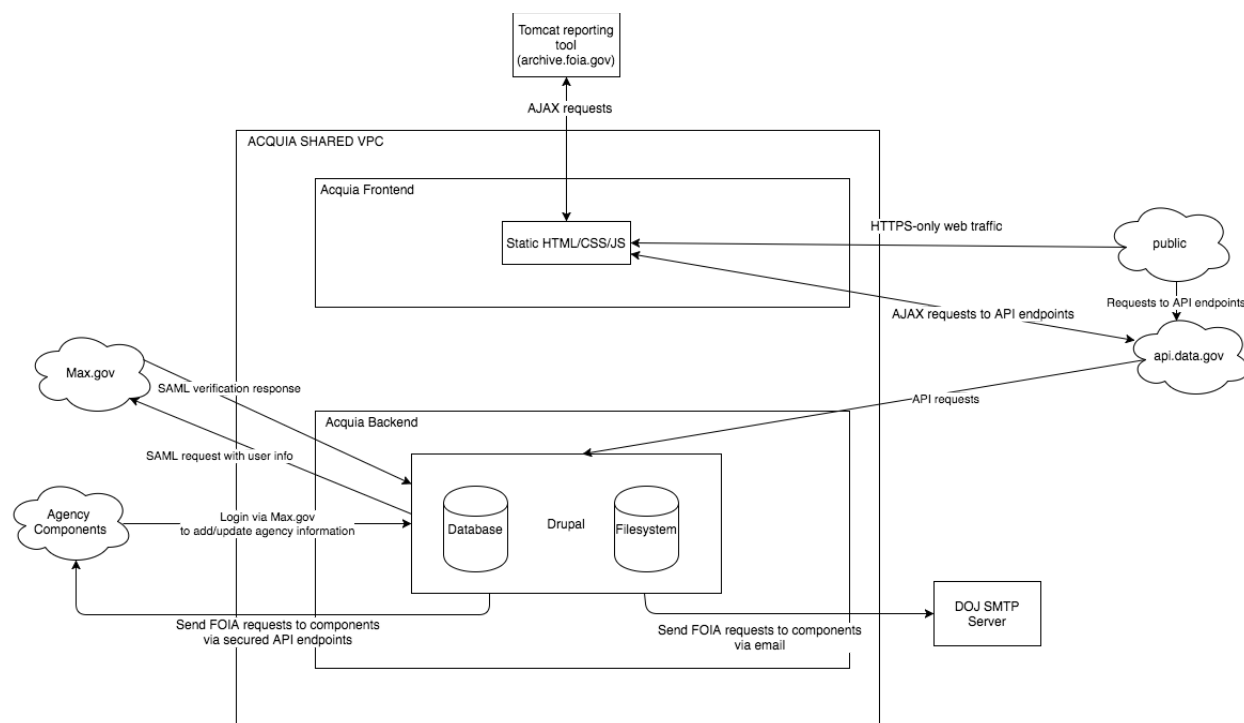 Tomcat reporting
tool
(archive.foia.gov)
AJAX requests
ACQUIA SHARED VPC
Acquia Frontend
Static HTML/CSS/JS
HTTPS-only web traffic
public
Requests to API endpoints
AJAX requests to API endpoints
api.data.gov
API requests
Max.gov
SAML verification response
SAML request with user info
Acquia Backend
Agency
Components
Login via Max.gov
to add/update agency information
Database
Drupal
Filesystem
Send FOIA requests to components
via secured API endpoints
Send FOIA requests to components
via email
DOJ SMTP
Server